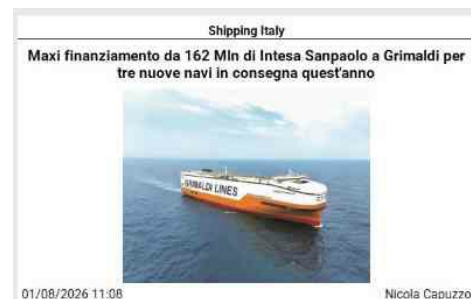 Shipping Italy
Maxi finanziamento da 162 Mln di Intesa Sanpaolo a Grimaldi per
tre nuove navi in consegna quest'anno
GRIMALDI LINES
01/08/2026 11:08
Nicola Capuzzo